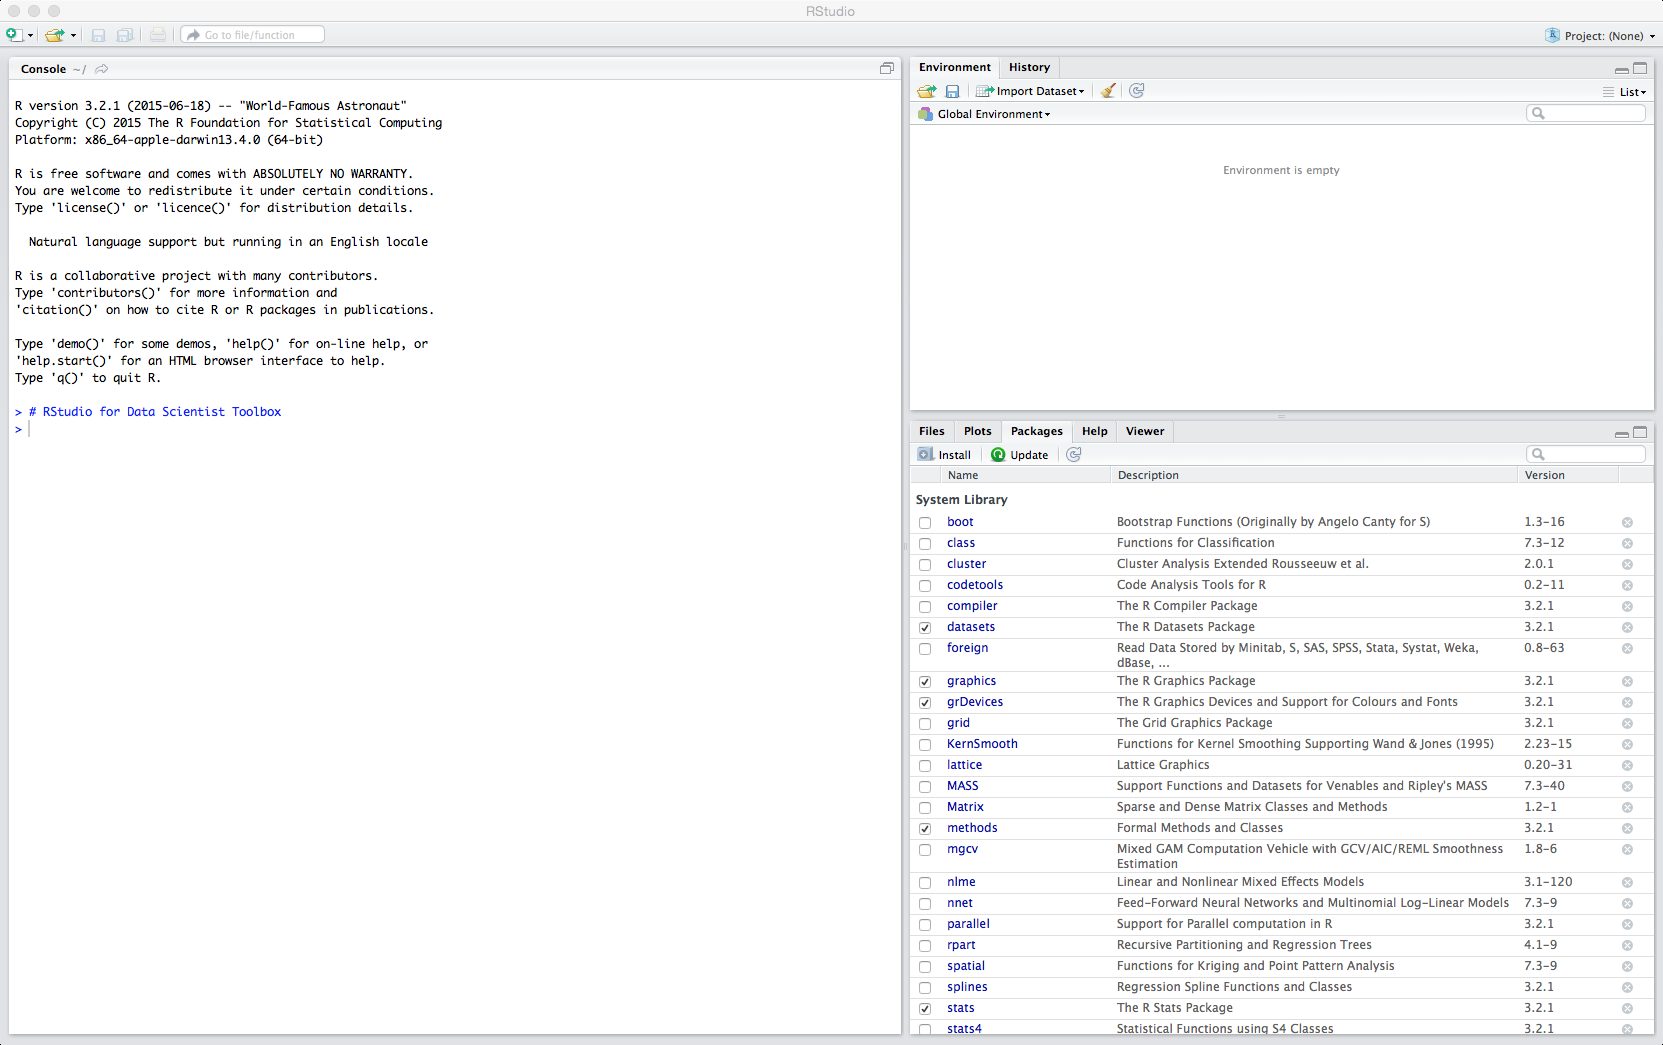 RStudio
Go to file/function
Project: (None)
Console ~/
R version 3.2.1 (2015-06-18) -- "World-Famous Astronaut"
Copyright (C) 2015 The R Foundation for Statistical Computing
Platform: x86_64-apple-darwin13.4.0 (64-bit)
R is free software and comes with ABSOLUTELY NO WARRANTY.
You are welcome to redistribute it under certain conditions.
Type 'license()' or 'licence()' for distribution details.
Natural language support but running in an English locale
R is a collaborative project with many contributors.
Type 'contributors()' for more information and
'citation()' on how to cite R or R packages in publications.
Type 'demo()' for some demos, 'help()' for on-line help, or
'help.start()' for an HTML browser interface to help.
Type 'q()' to quit R.
> # RStudio for Data Scientist Toolbox
>
Environment History
Import Dataset List
Global Environment
Environment is empty
Files Plots Packages Help Viewer
Install Update
Name Description Version
System Library
boot Bootstrap Functions (Originally by Angelo Canty for S) 1.3-16
class Functions for Classification 7.3-12
cluster Cluster Analysis Extended Rousseeuw et al. 2.0.1
codetools Code Analysis Tools for R 0.2-11
compiler The R Compiler Package 3.2.1
datasets The R Datasets Package 3.2.1
foreign Read Data Stored by Minitab, S, SAS, SPSS, Stata, Systat, Weka, 0.8-63
dBase, ...
graphics The R Graphics Package 3.2.1
grDevices The R Graphics Devices and Support for Colours and Fonts 3.2.1
grid The Grid Graphics Package 3.2.1
KernSmooth Functions for Kernel Smoothing Supporting Wand & Jones (1995) 2.23-15
lattice Lattice Graphics 0.20-31
MASS Support Functions and Datasets for Venables and Ripley's MASS 7.3-40
Matrix Sparse and Dense Matrix Classes and Methods 1.2-1
methods Formal Methods and Classes 3.2.1
mgcv Mixed GAM Computation Vehicle with GCV/AIC/REML Smoothness 1.8-6
Estimation
nlme Linear and Nonlinear Mixed Effects Models 3.1-120
nnet Feed-Forward Neural Networks and Multinomial Log-Linear Models 7.3-9
parallel Support for Parallel computation in R 3.2.1
rpart Recursive Partitioning and Regression Trees 4.1-9
spatial Functions for Kriging and Point Pattern Analysis 7.3-9
splines Regression Spline Functions and Classes 3.2.1
stats The R Stats Package 3.2.1
stats4 Statistical Functions using S4 Classes 3.2.1